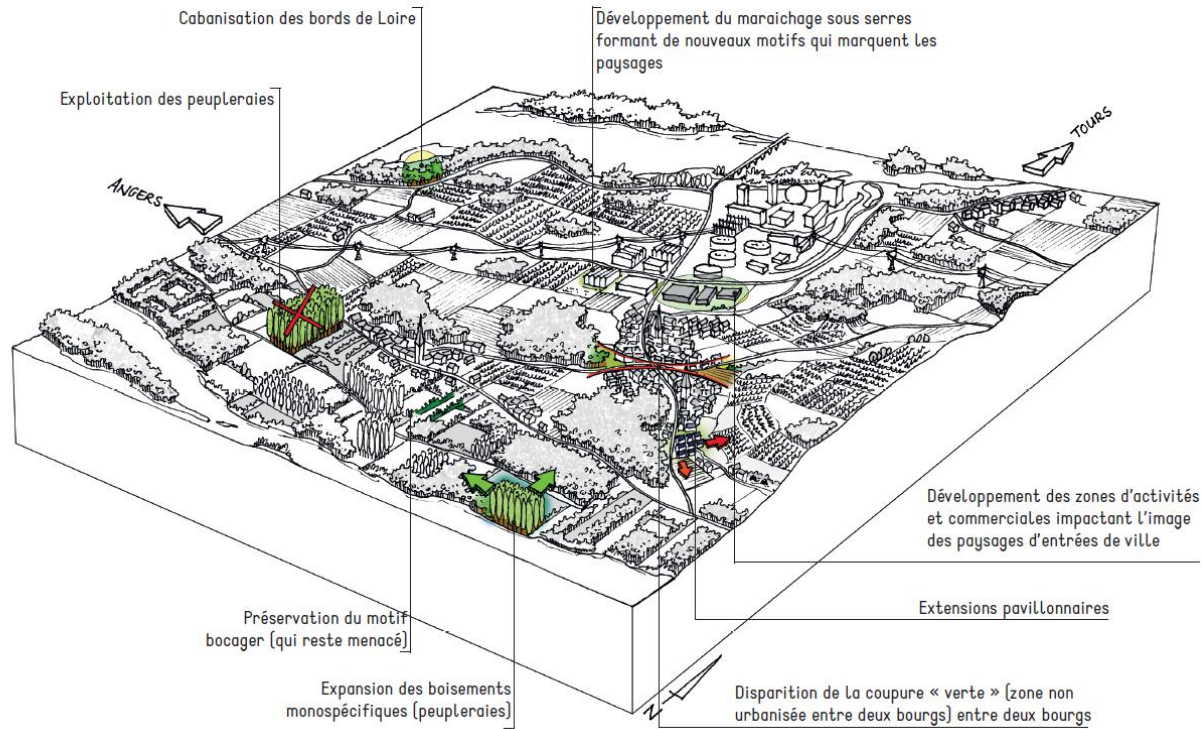 Cabanisation des bords de Loire
Développement du maraichage sous serres
formant de nouveaux motifs qui marquent les
paysages
Exploitation des peupleraies
TOURS
ANGERS
Développement des zones d'activités
et commerciales impactant l'image
des paysages d'entrées de ville
Extensions pavillonnaires
Préservation du motif
bocager (qui reste menacé)
Expansion des boisements
monospécifiques (peupleraies)
N
Disparition de la coupure « verte » (zone non
urbanisée entre deux bourgs) entre deux bourgs